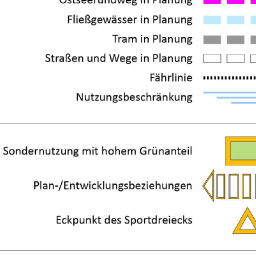 Ostseerundweg in Planung
Fließgewässer in Planung
Tram in Planung
Straßen und Wege in Planung
Fährlinie
Nutzungsbeschränkung
Sondernutzung mit hohem Grünanteil
Plan-/Entwicklungsbeziehungen
Eckpunkt des Sportdreiecks